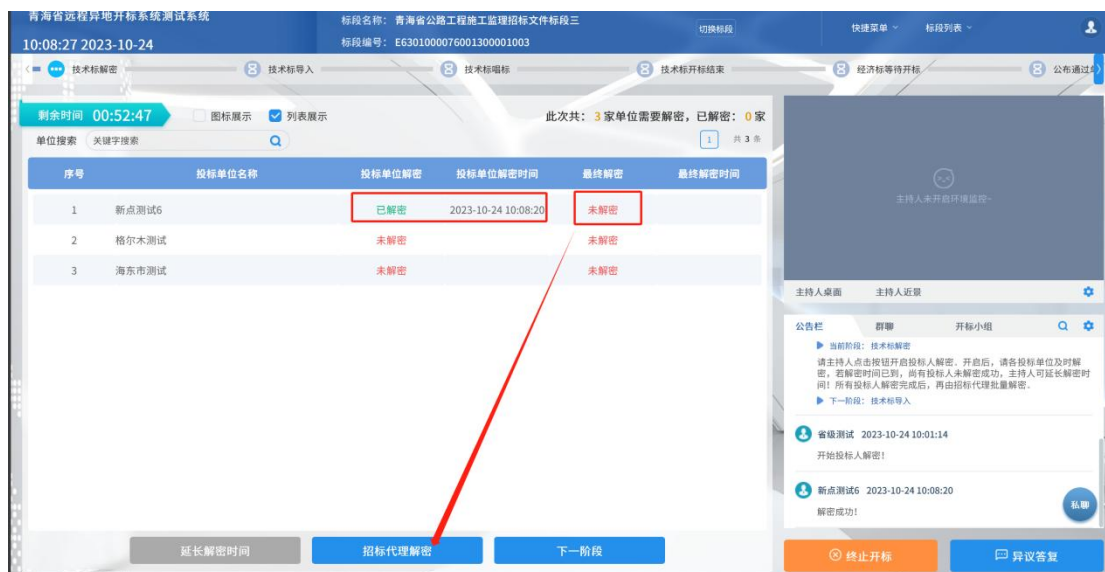 青海省远程异地开标系统测试系统
10:08:27 2023-10-24
标段名称： 青海省公路工程施工监理招标文件标段三
标段编号： E6301000076001300001003
切换标段
快捷菜单
标段列表
技术标解密
技术标导入
技术标唱标
技术标开标结束
经济标等待开标
公布通过
剩余时间 00:52:47
图标展示
列表展示
此次共： 3 家单位需要解密，已解密： 0 家
单位搜索 关键字搜索
1 共 3 条
序号 投标单位名称 投标单位解密 投标单位解密时间 最终解密 最终解密时间
1 新点测试6 已解密 2023-10-24 10:08:20 未解密
2 格尔木测试 未解密 未解密
3 海东市测试 未解密 未解密
延长解密时间
招标代理解密
下一阶段
主持人未开启环境监控~
主持人桌面 主持人近景
公告栏 群聊 开标小组
当前阶段： 技术标解密
请主持人点击按钮开启投标人解密．开启后，请各投标单位及时解
密，若解密时间已到，尚有投标人未解密成功，主持人可延长解密时
间！所有投标人解密完成后，再由招标代理批量解密．
下一阶段： 技术标导入
省级测试 2023-10-24 10:01:14
开始投标人解密！
新点测试6 2023-10-24 10:08:20
解密成功！
私聊
终止开标
异议答复